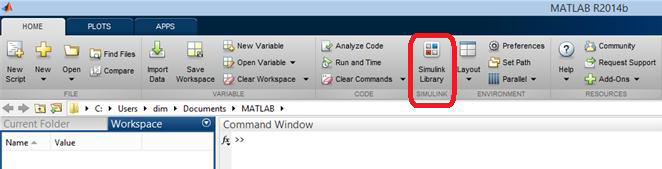 MATLAB R2014b
HOME PLOTS APPS
New Script
New
Open
Find Files
Compare
Import Data
Save Workspace
New Variable
Open Variable
Clear Workspace
Analyze Code
Run and Time
Clear Commands
Simulink Library
Layout
Preferences
Set Path
Parallel
Help
Community
Request Support
Add-Ons
FILE VARIABLE CODE SIMULINK ENVIRONMENT RESOURCES
C: Users dim Documents MATLAB
Current Folder Workspace Command Window
Name Value
fx >>